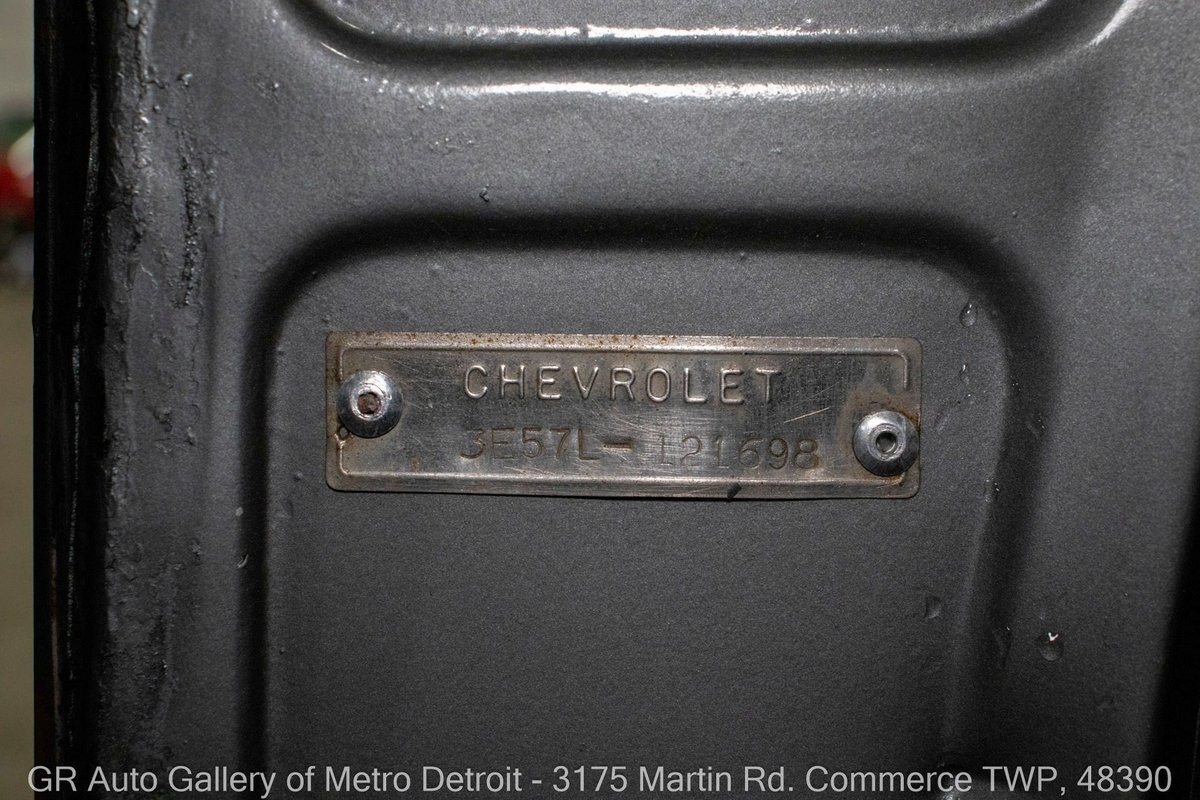 CHEVROLET
3E57L-121698
GR Auto Gallery of Metro Detroit - 3175 Martin Rd. Commerce TWP, 48390